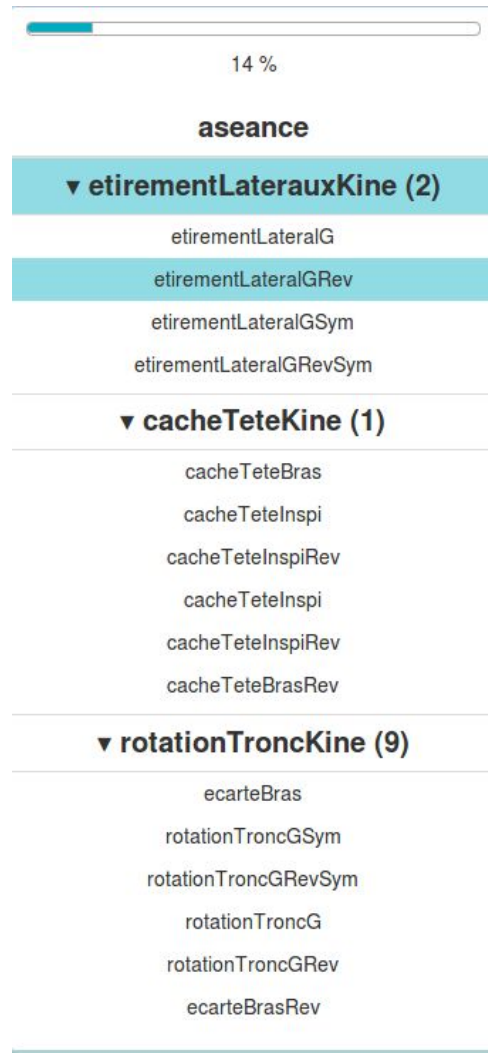 14 %
aseance
▾ etirementLaterauxKine (2)
etirementLateralG
etirementLateralGRev
etirementLateralGSym
etirementLateralGRevSym
▾ cacheTeteKine (1)
cacheTeteBras
cacheTeteInspi
cacheTeteInspiRev
cacheTeteInspi
cacheTeteInspiRev
cacheTeteBrasRev
▾ rotationTroncKine (9)
ecarteBras
rotationTroncGSym
rotationTroncGRevSym
rotationTroncG
rotationTroncGRev
ecarteBrasRev